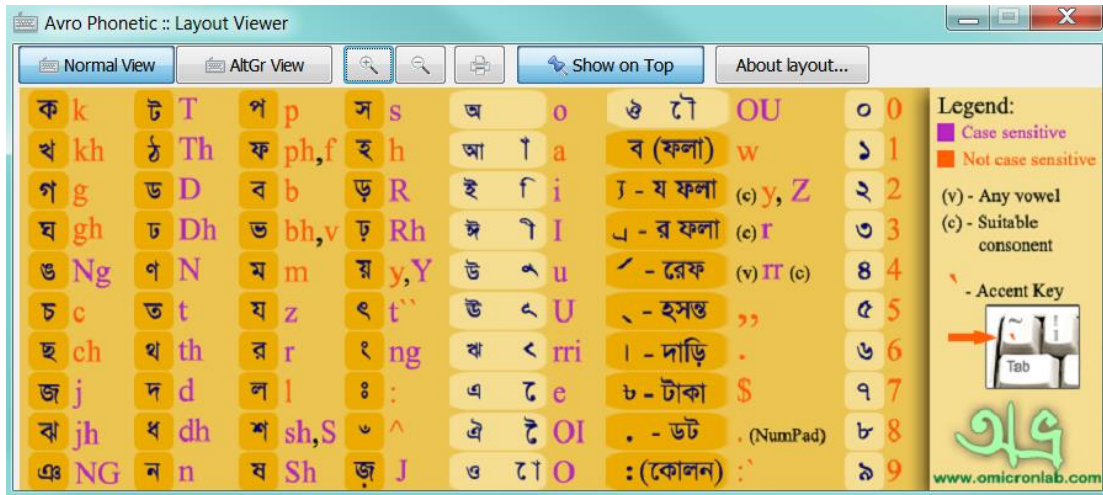 Avro Phonetic :: Layout Viewer
Normal View AltGr View Show on Top About layout...
ক k ট T প p স s অ o ঐ ৈৗ OU ০ 0
খ kh ঠ Th ফ ph,f হ h আ া a ব (ফলা) w ১ 1
গ g ড D ব b ড় R ই ি i ্য - য ফলা (c) y, Z ২ 2
ঘ gh ঢ Dh ভ bh,v ঢ় Rh ঈ ী I ্র - র ফলা (c) r ৩ 3
ঙ Ng ণ N ম m য় y,Y উ ু u র্ - রেফ (v) rr (c) ৪ 4
চ c ত t য z ৎ t`` ঊ ূ U ্ - হসন্ত ,, ৫ 5
ছ ch থ th র r ং ng ঋ ৃ rri । - দাড়ি . ৬ 6
জ j দ d ল l ঃ : এ ে e ৳ - টাকা $ ৭ 7
ঝ jh ধ dh শ sh,S ঁ ^ ঐ ৈ OI . - ডট . (NumPad) ৮ 8
ঞ NG ন n ষ Sh জ় J ও ো O : (কোলন) :` ৯ 9
Legend:
Case sensitive
Not case sensitive
(v) - Any vowel
(c) - Suitable
consonent
` - Accent Key
~
`
!
1
Tab
অভ্র
www.omicronlab.com